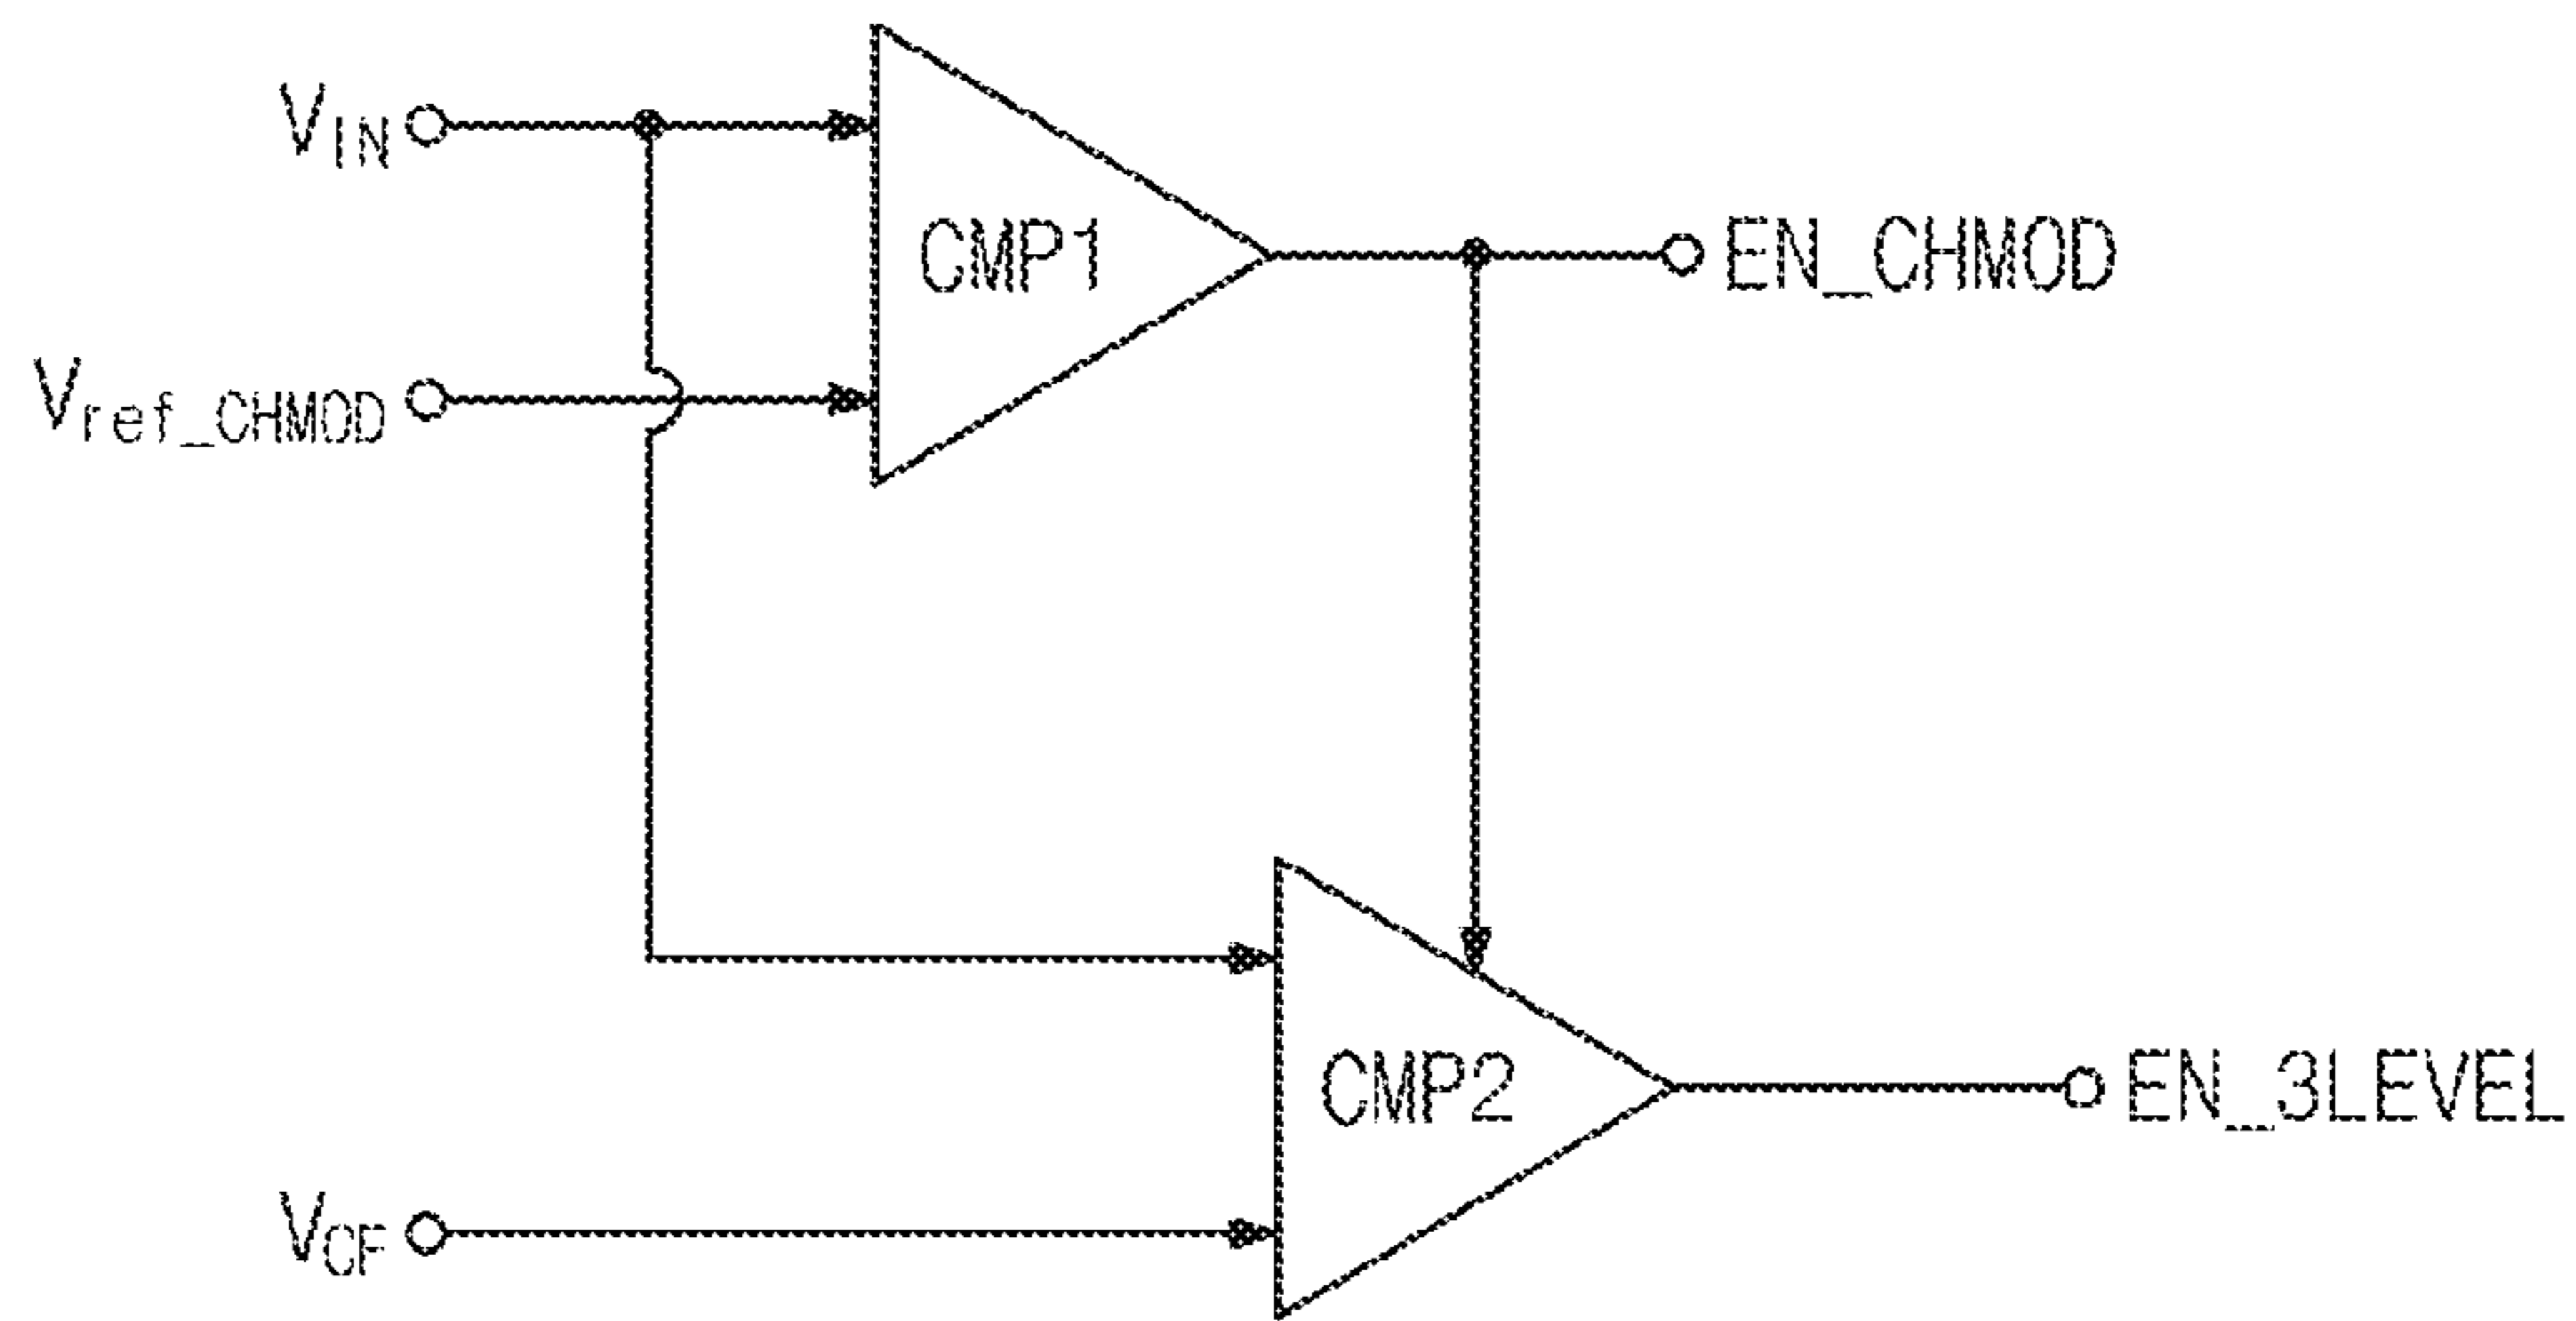 VIN
CMP1
EN_CHMOD
Vref_CHMOD
CMP2
EN_3LEVEL
VCF